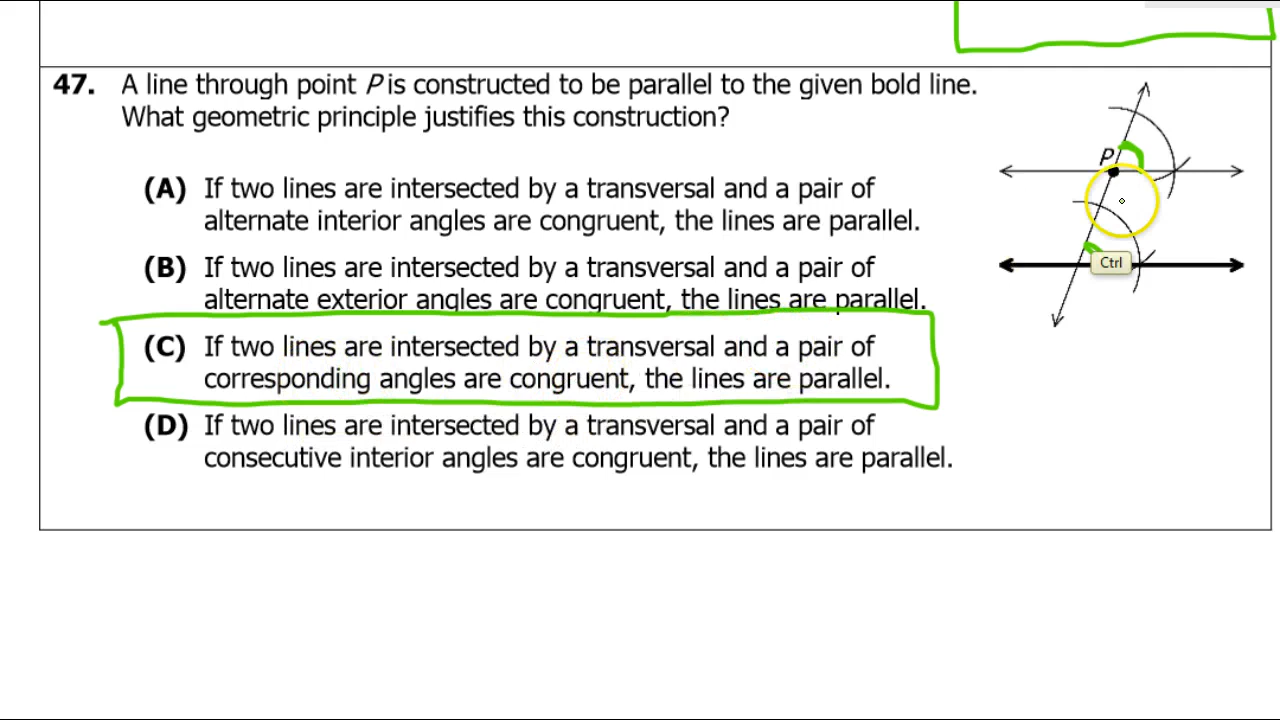 47. A line through point P is constructed to be parallel to the given bold line.
What geometric principle justifies this construction?
(A) If two lines are intersected by a transversal and a pair of
alternate interior angles are congruent, the lines are parallel.
(B) If two lines are intersected by a transversal and a pair of
alternate exterior angles are congruent, the lines are parallel.
(C) If two lines are intersected by a transversal and a pair of
corresponding angles are congruent, the lines are parallel.
(D) If two lines are intersected by a transversal and a pair of
consecutive interior angles are congruent, the lines are parallel.
P
Ctrl